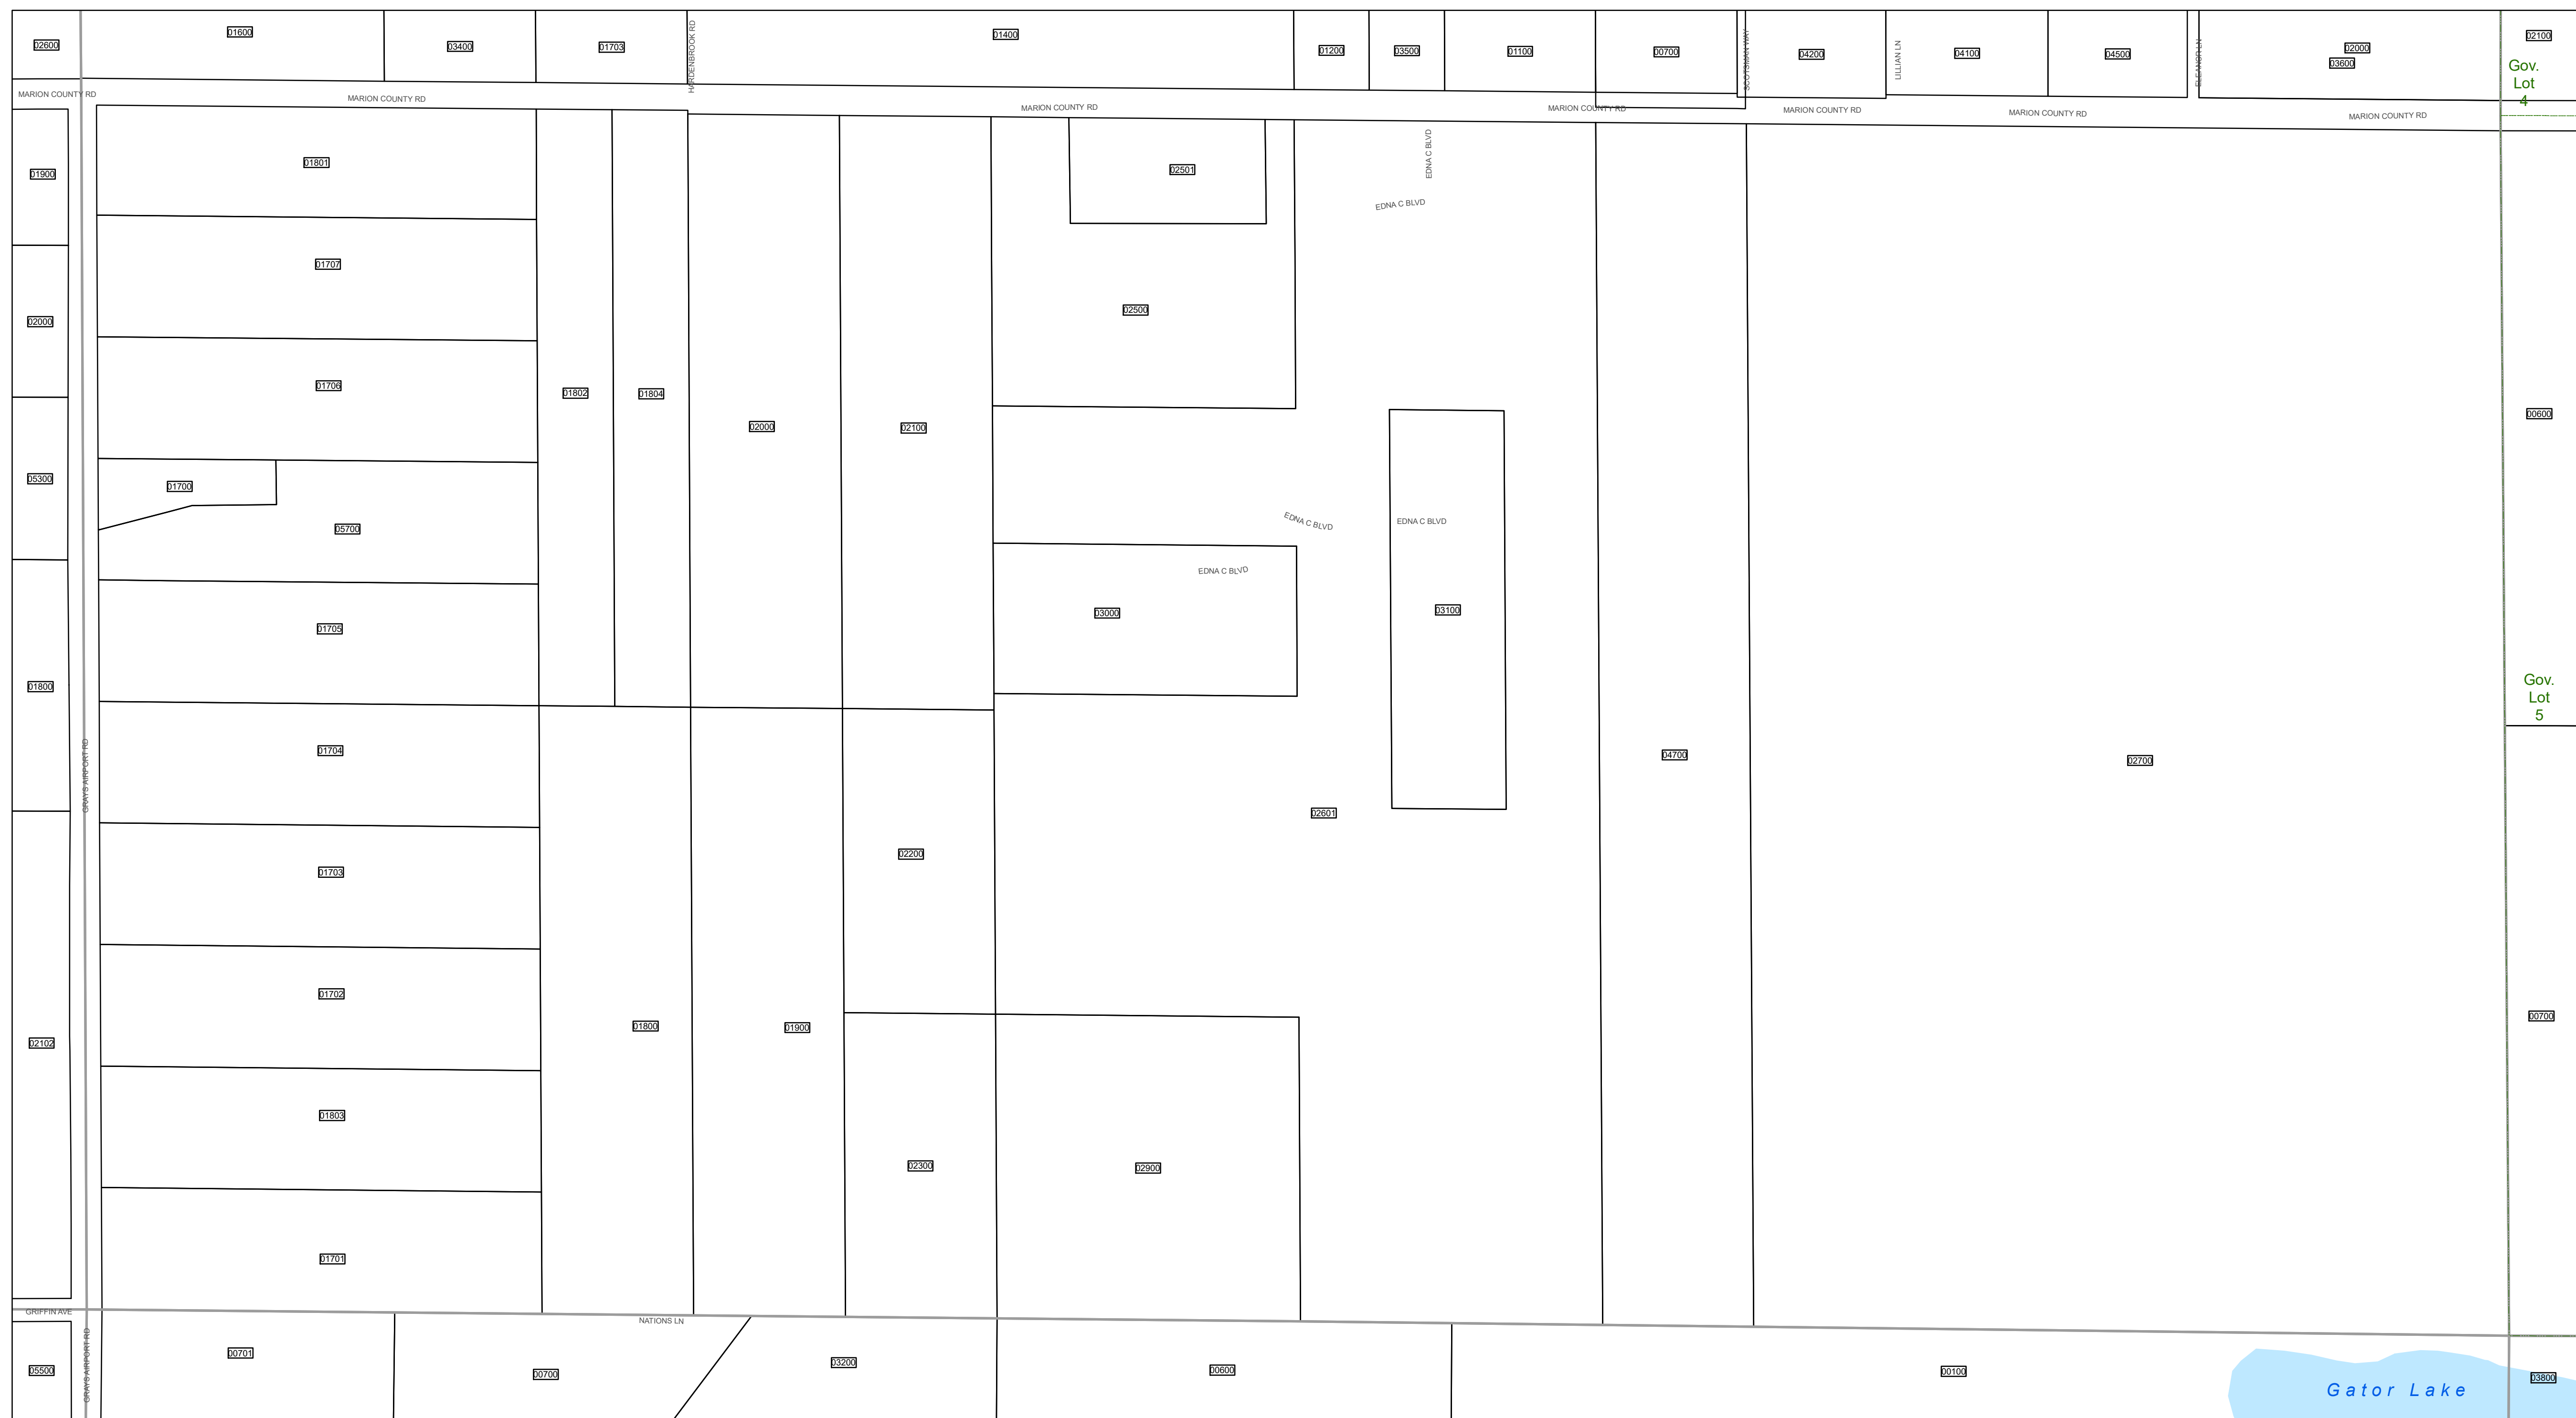 02600
01600
03400
01703
HARDENBROOK RD
01400
01200
03500
01100
00700
SCOTSMAN WAY
04200
LILLIAN LN
04100
04500
ELEANOR LN
02000
03600
02100
Gov.
Lot
4
MARION COUNTY RD
MARION COUNTY RD
MARION COUNTY RD
MARION COUNTY RD
MARION COUNTY RD
MARION COUNTY RD
MARION COUNTY RD
01900
01801
02501
EDNA C BLVD
EDNA C BLVD
01707
02500
02000
01706
01802
01804
02000
02100
00600
05300
01700
05700
EDNA C BLVD
EDNA C BLVD
EDNA C BLVD
01705
03000
03100
01800
Gov.
Lot
5
GRAYS AIRPORT RD
01704
04700
02700
02601
02200
01703
01702
00700
02102
01800
01900
01803
02300
02900
01701
GRIFFIN AVE
NATIONS LN
05500
GRAYS AIRPORT RD
00701
00700
03200
00600
00100
Gator Lake
03800